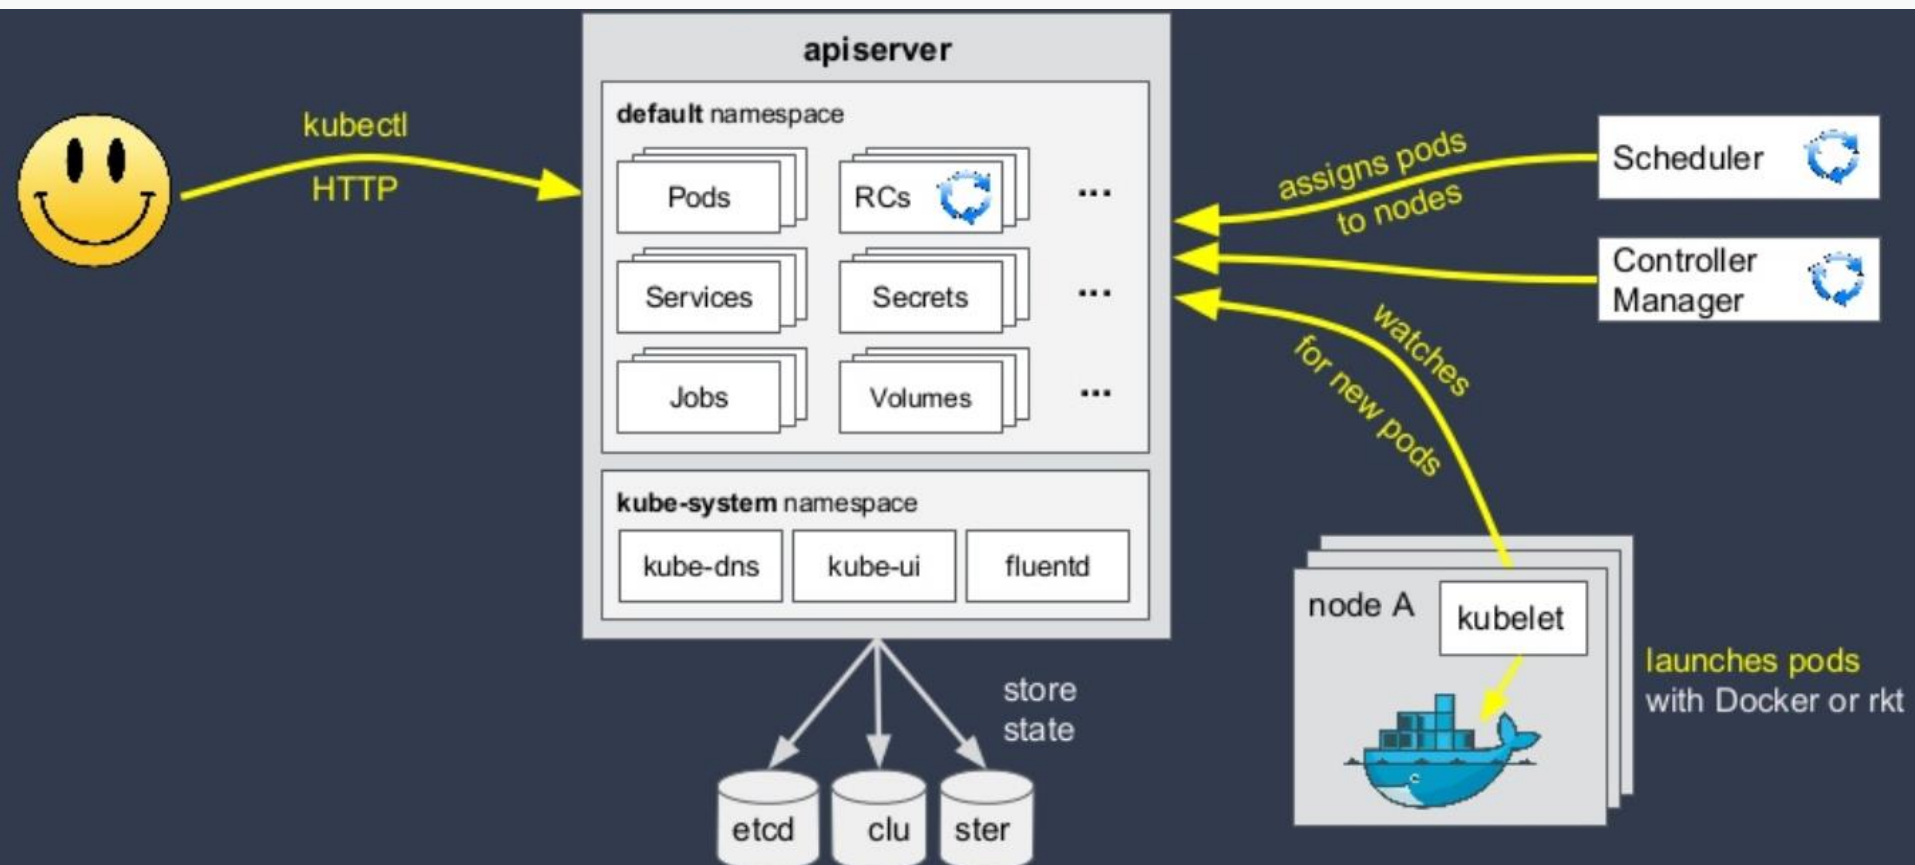 apiserver
default namespace
Pods
RCs
...
Services
Secrets
...
Jobs
Volumes
...
kube-system namespace
kube-dns
kube-ui
fluentd
kubectl
HTTP
assigns pods
to nodes
Scheduler
Controller
Manager
watches
for new pods
node A
kubelet
launches pods
with Docker or rkt
store
state
etcd
clu
ster